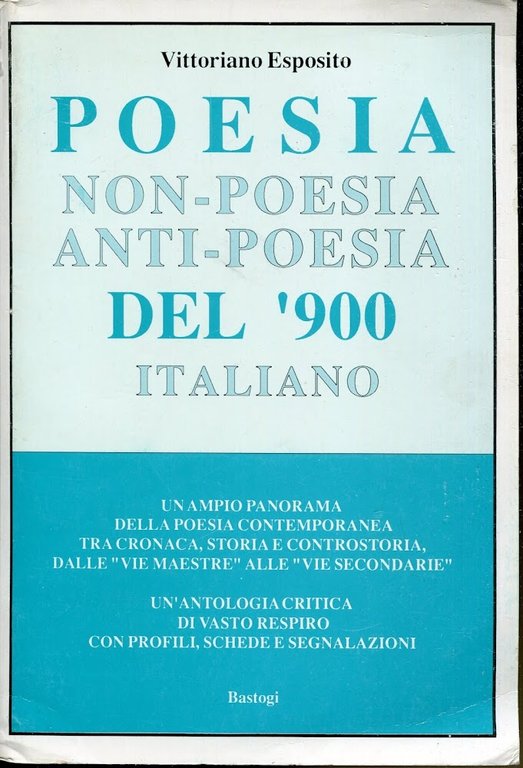 Vittoriano Esposito
POESIA
NON-POESIA
ANTI-POESIA
DEL '900
ITALIANO
UN AMPIO PANORAMA
DELLA POESIA CONTEMPORANEA
TRA CRONACA, STORIA E CONTROSTORIA,
DALLE "VIE MAESTRE" ALLE "VIE SECONDARIE"
UN'ANTOLOGIA CRITICA
DI VASTO RESPIRO
CON PROFILI, SCHEDE E SEGNALAZIONI
Bastogi